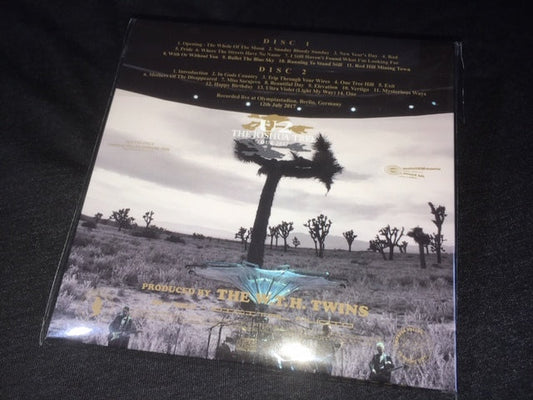 DISC 1
1. Opening - The Whole Of The Moon 2. Sunday Bloody Sunday 3. New Year's Day 4. Bad
5. Pride 6. Where The Streets Have No Name 7. I Still Haven't Found What I'm Looking For
8. With Or Without You 9. Bullet The Blue Sky 10. Running To Stand Still 11. Red Hill Mining Town
DISC 2
1. Introduction 2. In Gods Country 3. Trip Through Your Wires 4. One Tree Hill 5. Exit
6. Mothers Of The Disappeared 7. Miss Sarajevo 8. Beautiful Day 9. Elevation 10. Vertigo 11. Mysterious Ways
12. Happy Birthday 13. Ultra Violet (Light My Way) 14. One
Recorded live at Olympiastadion, Berlin, Germany
12th July 2017
U2
THE JOSHUA TREE
TOUR 2017
PRODUCED BY THE W.T.H. TWINS